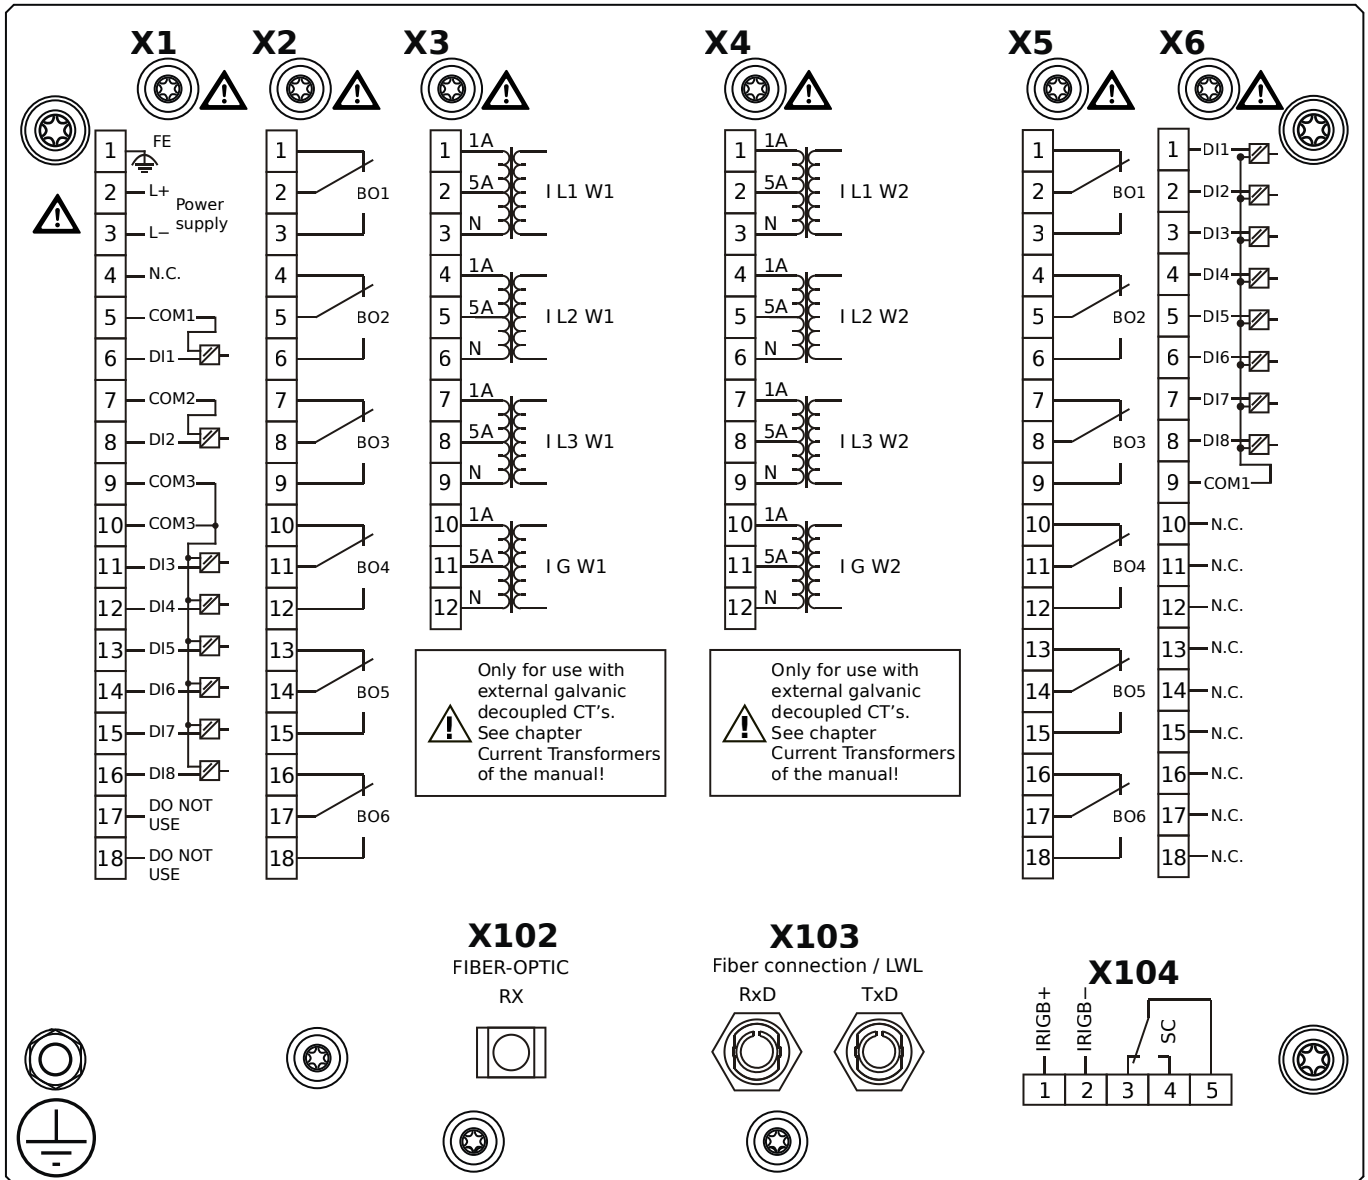 X1 X2 X3 X4 X5 X6
X1
1 FE
2 L+
Power
supply
3 L−
4 N.C.
5 COM1
6 DI1
7 COM2
8 DI2
9 COM3
10 COM3
11 DI3
12 DI4
13 DI5
14 DI6
15 DI7
16 DI8
17 DO NOT
USE
18 DO NOT
USE
1
2 BO1
3
4
5 BO2
6
7
8 BO3
9
10
11 BO4
12
13
14 BO5
15
16
17 BO6
18
1 1A
2 5A I L1 W1
3 N
4 1A
5 5A I L2 W1
6 N
7 1A
8 5A I L3 W1
9 N
10 1A
11 5A I G W1
12 N
Only for use with
external galvanic
decoupled CT's.
See chapter
Current Transformers
of the manual!
1 1A
2 5A I L1 W2
3 N
4 1A
5 5A I L2 W2
6 N
7 1A
8 5A I L3 W2
9 N
10 1A
11 5A I G W2
12 N
Only for use with
external galvanic
decoupled CT's.
See chapter
Current Transformers
of the manual!
1
2 BO1
3
4
5 BO2
6
7
8 BO3
9
10
11 BO4
12
13
14 BO5
15
16
17 BO6
18
1 DI1
2 DI2
3 DI3
4 DI4
5 DI5
6 DI6
7 DI7
8 DI8
9 COM1
10 N.C.
11 N.C.
12 N.C.
13 N.C.
14 N.C.
15 N.C.
16 N.C.
17 N.C.
18 N.C.
X102
FIBER-OPTIC
RX
X103
Fiber connection / LWL
RxD TxD
X104
IRIGB+
IRIGB−
SC
1 2 3 4 5